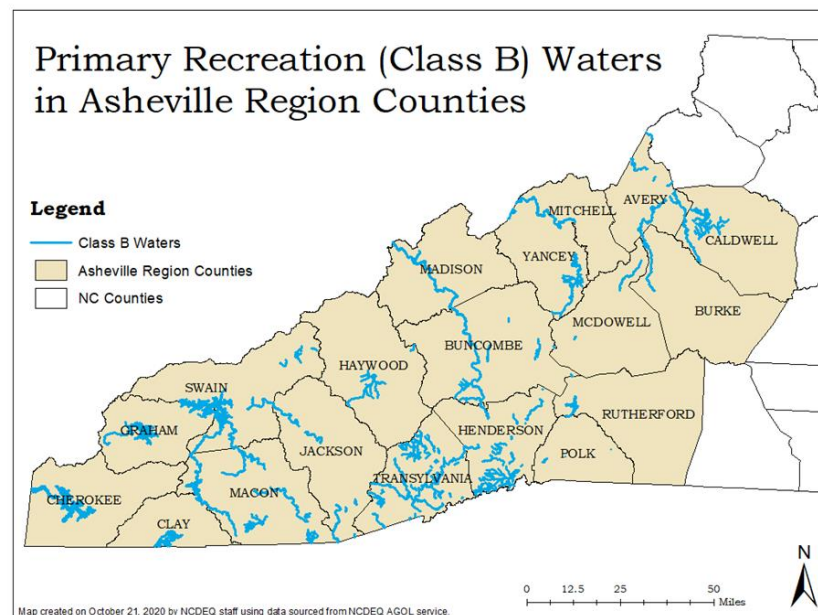 Primary Recreation (Class B) Waters
in Asheville Region Counties
Legend
Class B Waters
Asheville Region Counties
NC Counties
AVERY
MITCHELL
CALDWELL
YANCEY
MADISON
BURKE
MCDOWELL
BUNCOMBE
HAYWOOD
SWAIN
RUTHERFORD
HENDERSON
GRAHAM
JACKSON
POLK
TRANSYLVANIA
MACON
CHEROKEE
CLAY
N
0 12.5 25 50
Miles
Map created on October 21, 2020 by NCDEQ staff using data sourced from NCDEQ AGOL service.